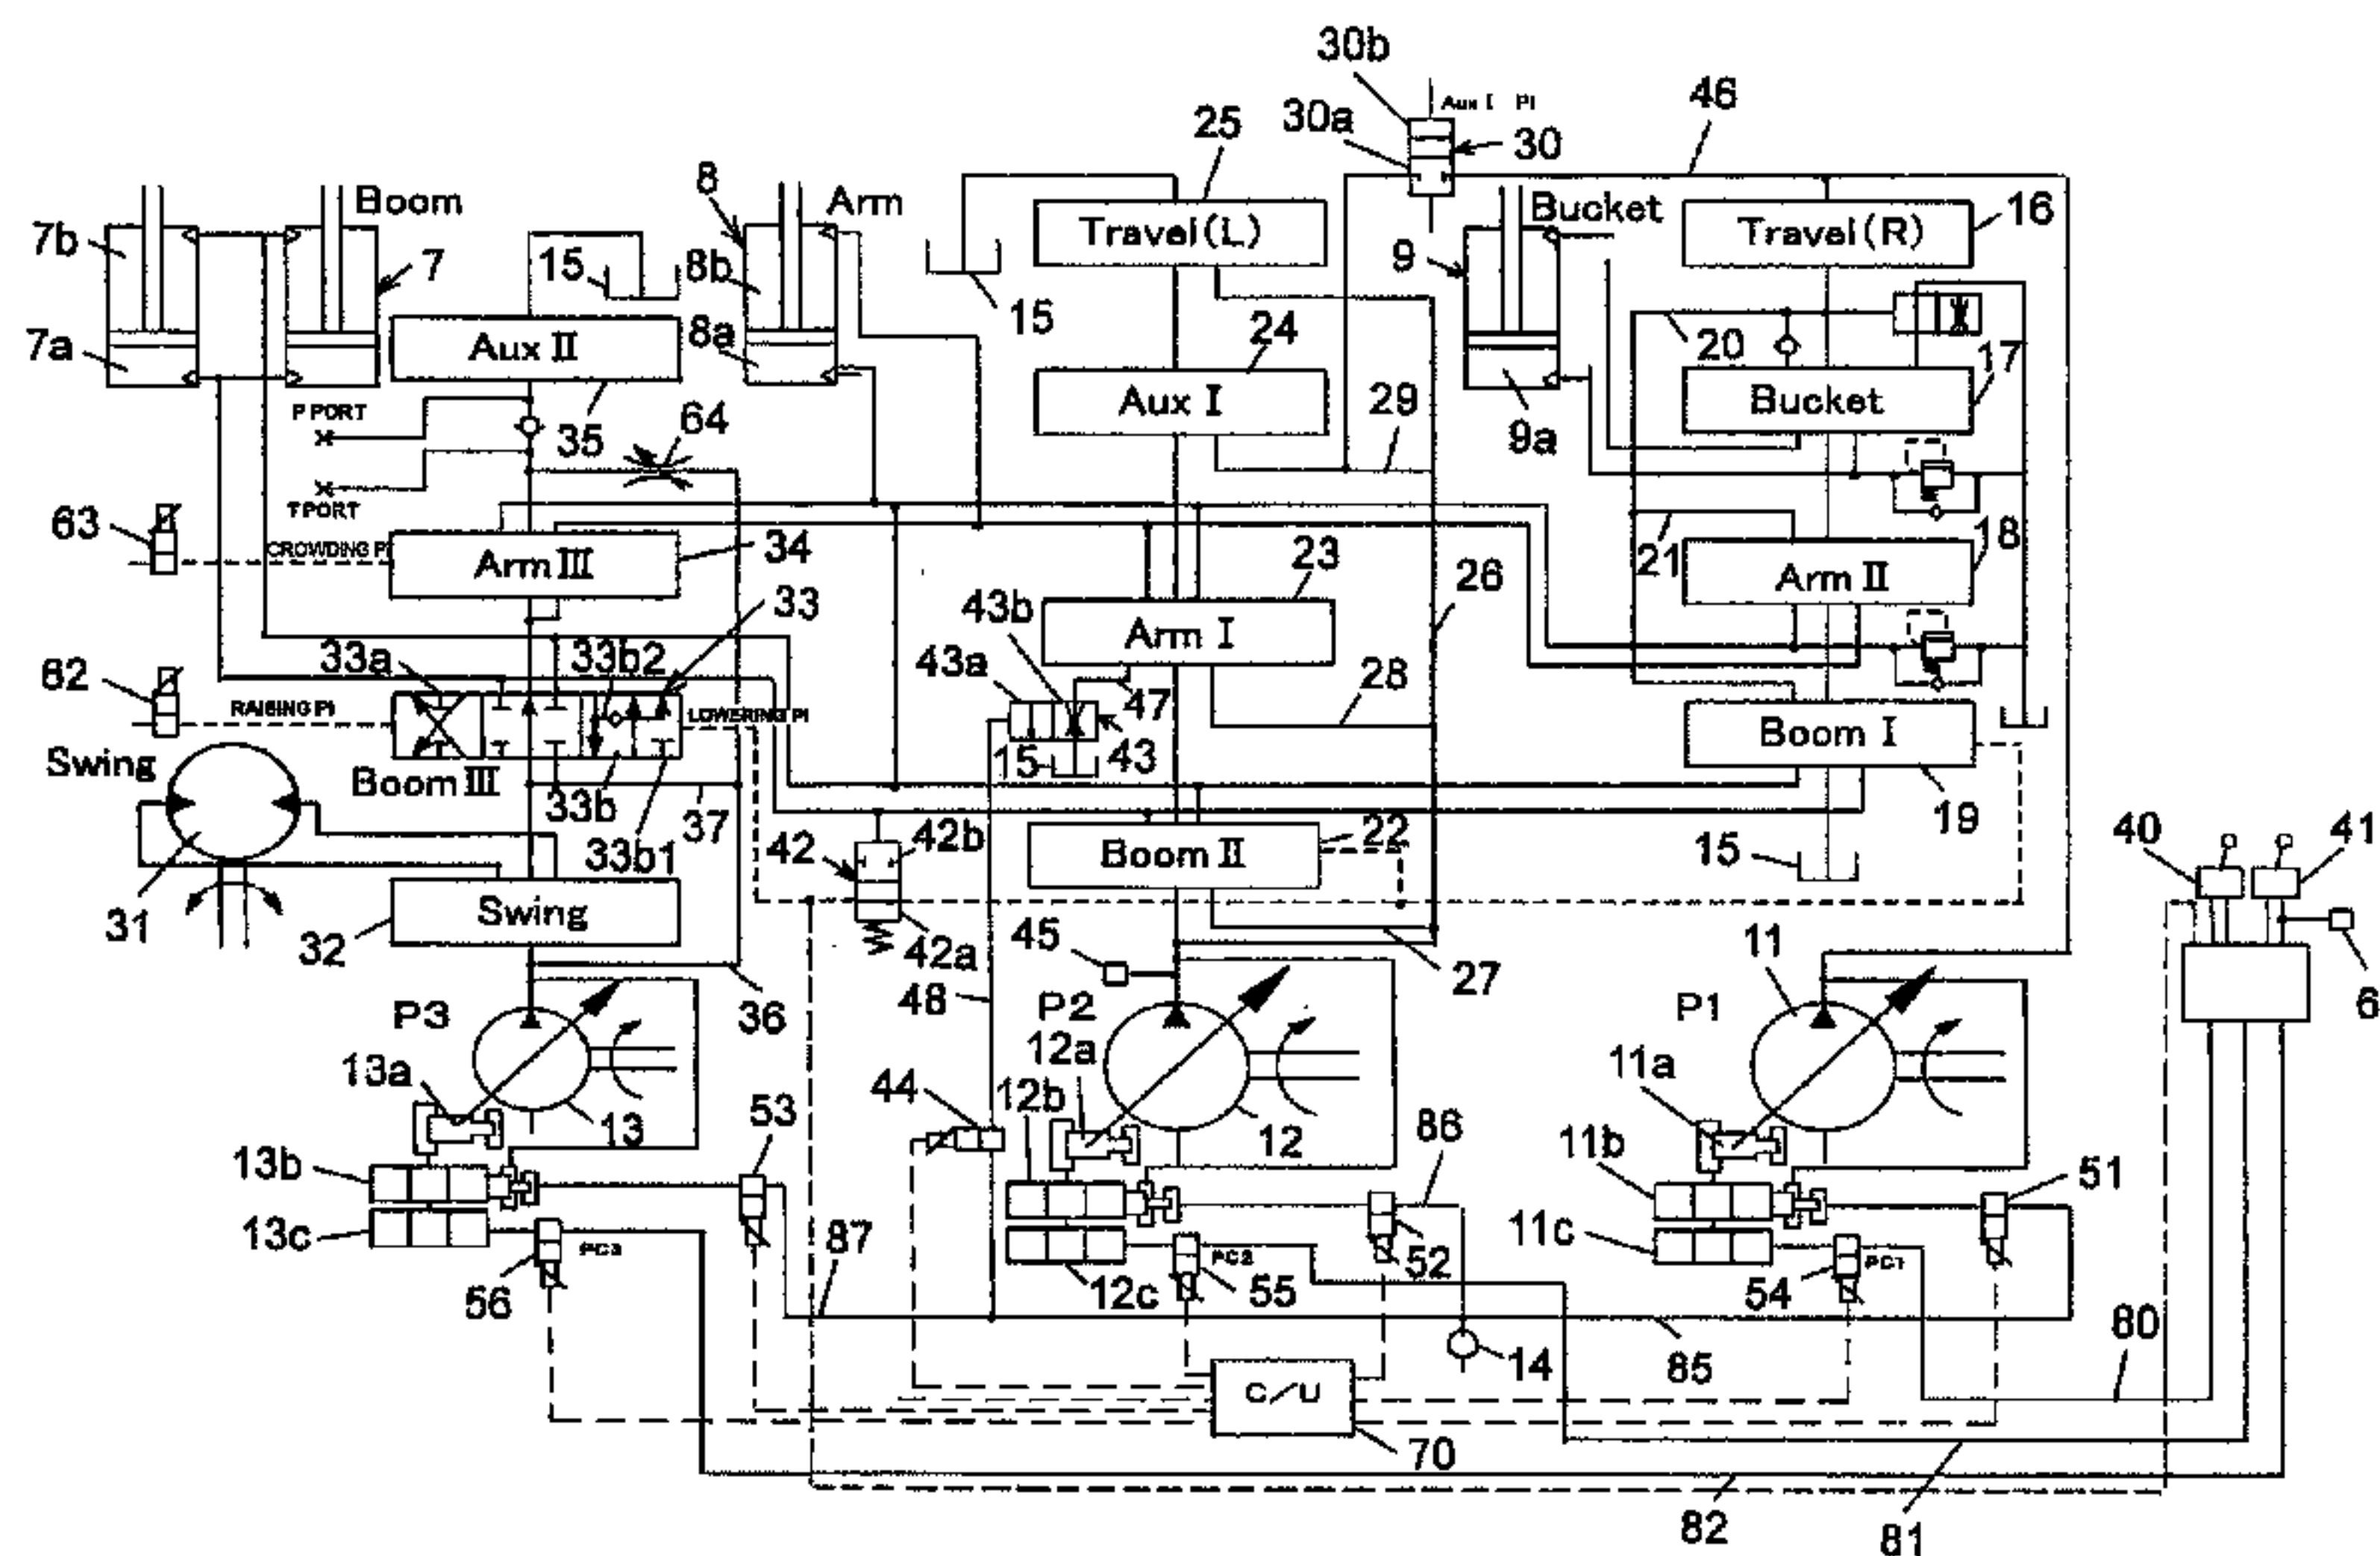 30b
Aux I PI
46
30a
25
30
8
Boom
Arm
Bucket
7b
Travel(L)
Travel(R)
16
7
15
8b
9
15
24
20
7a
Aux II
8a
17
Aux I
29
Bucket
P PORT
35
64
9a
T PORT
63
CROWDING PI
34
21
18
Arm III
23
26
Arm II
33
43b
Arm I
33a
33b2
43a
28
62
47
RAISING PI
LOWERING PI
Boom I
15
43
Swing
Boom III
33b
37
33b1
42
42b
22
19
40
41
Boom II
15
31
32
Swing
42a
45
11
6
27
P3
36
48
P2
P1
12a
13a
11a
44
12b
53
13
12
86
11b
13b
51
13c
87
11c
PC3
PC2
52
PC1
56
12c
55
54
80
14
85
C/U
70
82
81